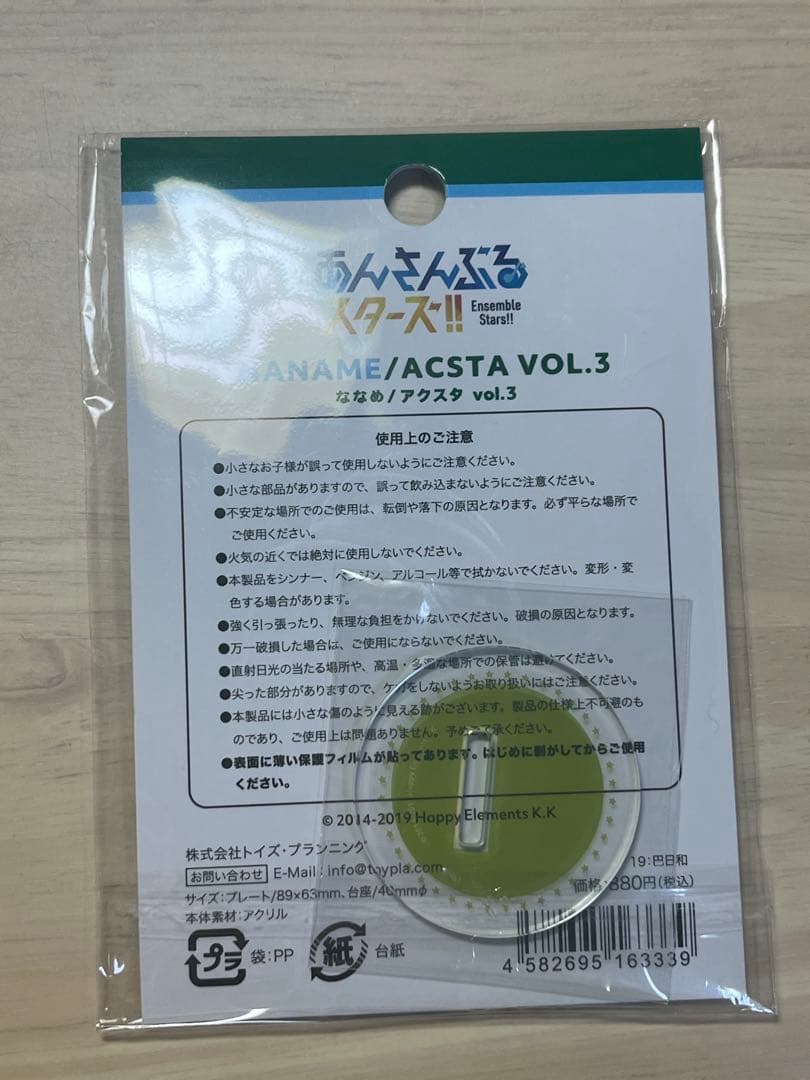 あんさんぶる
スターズ!!
Ensemble
Stars!!
NANAME/ACSTA VOL.3
ななめ/アクスタ vol.3
使用上のご注意
●小さなお子様が誤って使用しないようにご注意ください。
●小さな部品がありますので、誤って飲み込まないようにご注意ください。
●不安定な場所でのご使用は、転倒や落下の原因となります。必ず平らな場所で
ご使用ください。
●火気の近くでは絶対に使用しないでください。
●本製品をシンナー、ベンジン、アルコール等で拭かないでください。変形・変
色する場合があります。
●強く引っ張ったり、無理な負担をかけないでください。破損の原因となります。
●万一破損した場合は、ご使用にならないでください。
●直射日光の当たる場所や、高温・多湿な場所での保管は避けてください。
●尖った部分がありますので、ケガをしないようお取り扱いにはご注意ください。
●本製品には小さな傷のように見える跡がございます。製品の仕様上不可避のも
のであり、ご使用上は問題ありません。予めご了承ください。
●表面に薄い保護フィルムが貼ってあります。はじめに剥がしてからご使用
ください。
© 2014-2019 Happy Elements K.K
株式会社トイズ・プランニング
お問い合わせ E-Mail : info@toypla.com
サイズ:プレート/89×63mm、台座/40mmφ
本体素材:アクリル
19:巴日和
価格:880円(税込)
プラ 袋:PP
紙 台紙
4 582695 163339